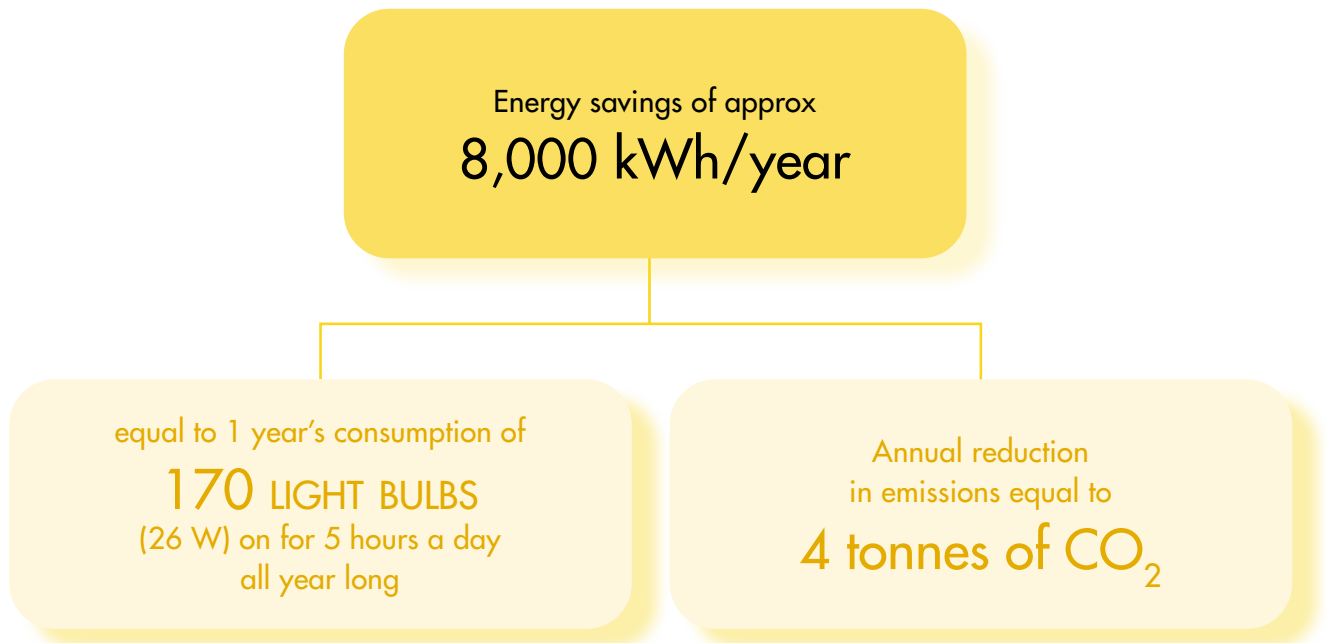 Energy savings of approx
8,000 kWh/year
equal to 1 year’s consumption of
170 LIGHT BULBS
(26 W) on for 5 hours a day
all year long
Annual reduction
in emissions equal to
4 tonnes of CO₂